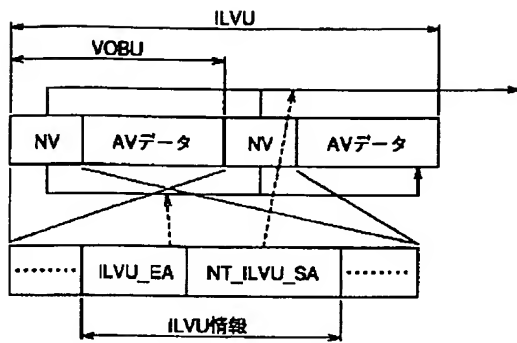 ILVU
VOBU
NV AVデータ NV AVデータ
········ ILVU_EA NT_ILVU_SA ········
ILVU情報